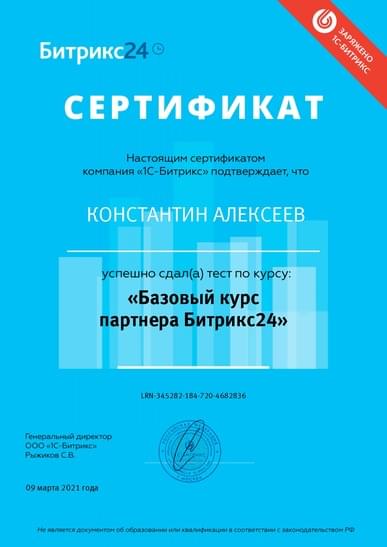 ЗАРЯЖЕНО
1С-БИТРИКС
Битрикс24
СЕРТИФИКАТ
Настоящим сертификатом
компания «1С-Битрикс» подтверждает, что
КОНСТАНТИН АЛЕКСЕЕВ
успешно сдал(а) тест по курсу:
«Базовый курс
партнера Битрикс24»
LRN-345282-184-720-4682836
Генеральный директор
ООО «1С-Битрикс»
Рыжиков С.В.
09 марта 2021 года
Не является документом об образовании или квалификации в соответствии с законодательством РФ